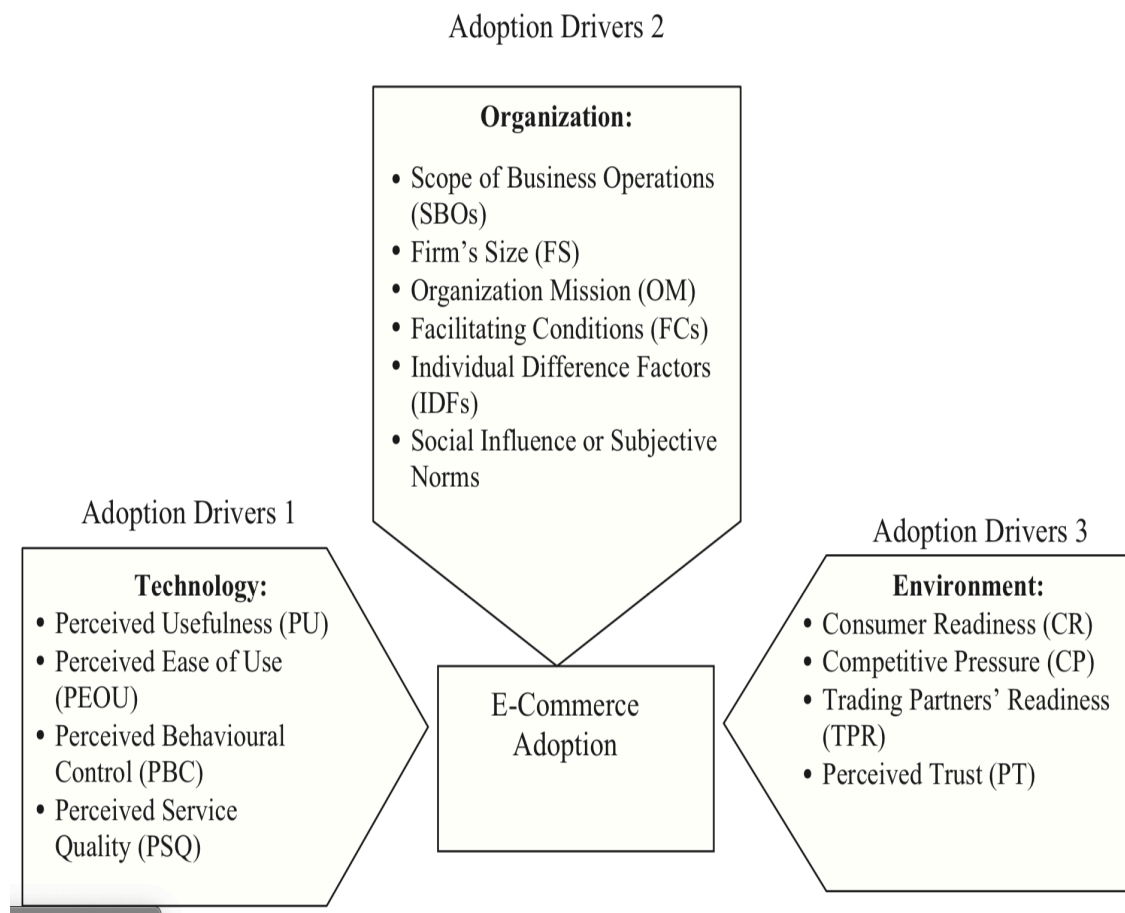 Adoption Drivers 2
Organization:
• Scope of Business Operations
(SBOs)
• Firm’s Size (FS)
• Organization Mission (OM)
• Facilitating Conditions (FCs)
• Individual Difference Factors
(IDFs)
• Social Influence or Subjective
Norms
Adoption Drivers 1
Technology:
• Perceived Usefulness (PU)
• Perceived Ease of Use
(PEOU)
• Perceived Behavioural
Control (PBC)
• Perceived Service
Quality (PSQ)
E-Commerce
Adoption
Adoption Drivers 3
Environment:
• Consumer Readiness (CR)
• Competitive Pressure (CP)
• Trading Partners’ Readiness
(TPR)
• Perceived Trust (PT)